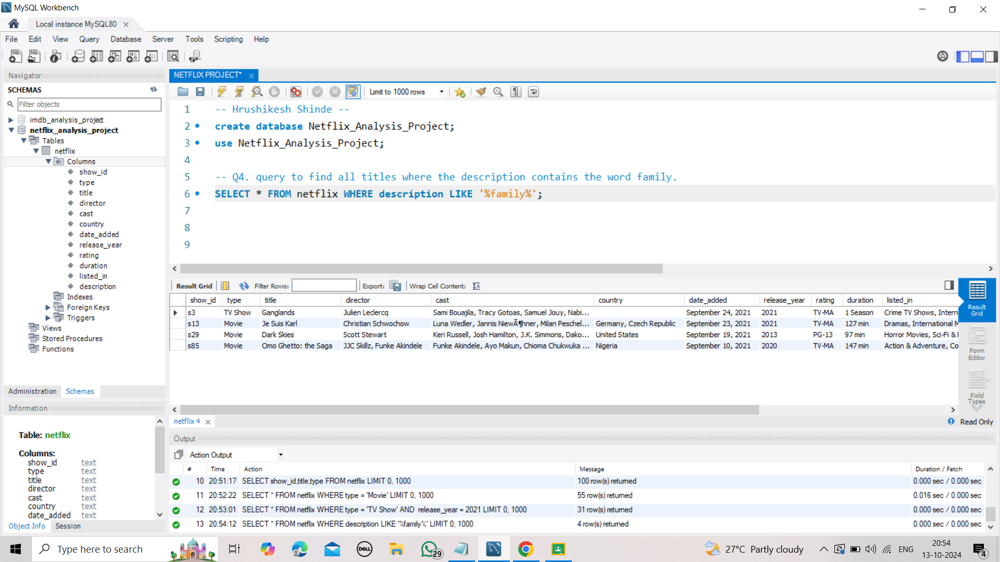 MySQL Workbench
Local instance MySQL80
File Edit View Query Database Server Tools Scripting Help
Navigator
SCHEMAS
Filter objects
imdb_analysis_project
netflix_analysis_project
Tables
netflix
Columns
show_id
type
title
director
cast
country
date_added
release_year
rating
duration
listed_in
description
Indexes
Foreign Keys
Triggers
Views
Stored Procedures
Functions
Administration Schemas
Information
Table: netflix
Columns:
show_id text
type text
title text
director text
cast text
country text
date_added text
Object Info Session
NETFLIX PROJECT*
Limit to 1000 rows
1 -- Hrushikesh Shinde --
2 create database Netflix_Analysis_Project;
3 use Netflix_Analysis_Project;
4
5 -- Q4. query to find all titles where the description contains the word family.
6 SELECT * FROM netflix WHERE description LIKE '%family%';
7
8
9
Result Grid Filter Rows: Export: Wrap Cell Content:
show_id type title director cast country date_added release_year rating duration listed_in
s3 TV Show Ganglands Julien Leclercq Sami Bouajila, Tracy Gotoas, Samuel Jouy, Nabi... September 24, 2021 2021 TV-MA 1 Season Crime TV Shows, Intern
s13 Movie Je Suis Karl Christian Schwochow Luna Wedler, Jannis NiewÃ¶hner, Milan Peschel... Germany, Czech Republic September 23, 2021 2021 TV-MA 127 min Dramas, International M
s29 Movie Dark Skies Scott Stewart Keri Russell, Josh Hamilton, J.K. Simmons, Dako... United States September 19, 2021 2013 PG-13 97 min Horror Movies, Sci-Fi &
s85 Movie Omo Ghetto: the Saga JJC Skillz, Funke Akindele Funke Akindele, Ayo Makun, Chioma Chukwuka ... Nigeria September 10, 2021 2020 TV-MA 147 min Action & Adventure, Co
Result Grid
Form Editor
Field Types
netflix 4
Read Only
Output
Action Output
# Time Action Message Duration / Fetch
10 20:51:17 SELECT show_id,title,type FROM netflix LIMIT 0, 1000 100 row(s) returned 0.000 sec / 0.000 sec
11 20:52:22 SELECT * FROM netflix WHERE type = 'Movie' LIMIT 0, 1000 55 row(s) returned 0.016 sec / 0.000 sec
12 20:53:01 SELECT * FROM netflix WHERE type = 'TV Show' AND release_year = 2021 LIMIT 0, 1000 31 row(s) returned 0.000 sec / 0.000 sec
13 20:54:12 SELECT * FROM netflix WHERE description LIKE '%family%' LIMIT 0, 1000 4 row(s) returned 0.000 sec / 0.000 sec
Type here to search
DELL
29
27°C Partly cloudy
ENG
20:54
13-10-2024
4